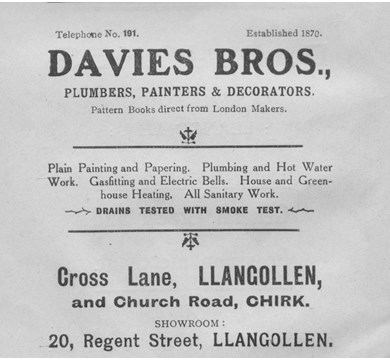 Telephone No. 191. Established 1870.
DAVIES BROS.,
PLUMBERS, PAINTERS & DECORATORS.
Pattern Books direct from London Makers.
Plain Painting and Papering. Plumbing and Hot Water
Work. Gasfitting and Electric Bells. House and Green-
house Heating. All Sanitary Work.
DRAINS TESTED WITH SMOKE TEST.
Cross Lane, LLANGOLLEN,
and Church Road, CHIRK.
SHOWROOM:
20, Regent Street, LLANGOLLEN.